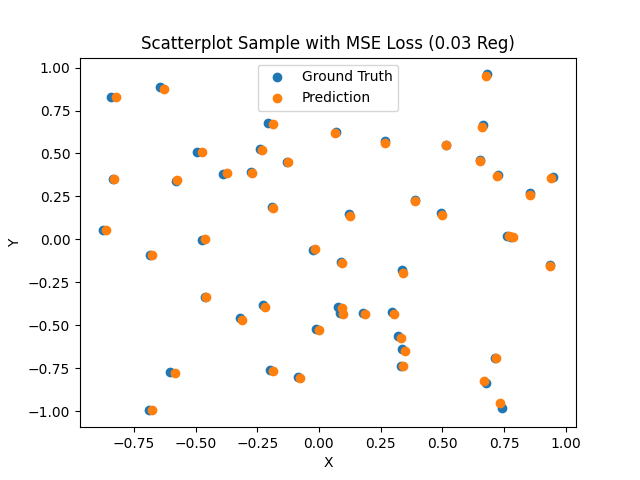 Scatterplot Sample with MSE Loss (0.03 Reg)
Ground Truth
Prediction
1.00
0.75
0.50
0.25
0.00
−0.25
−0.50
−0.75
−1.00
Y
−0.75 −0.50 −0.25 0.00 0.25 0.50 0.75 1.00
X